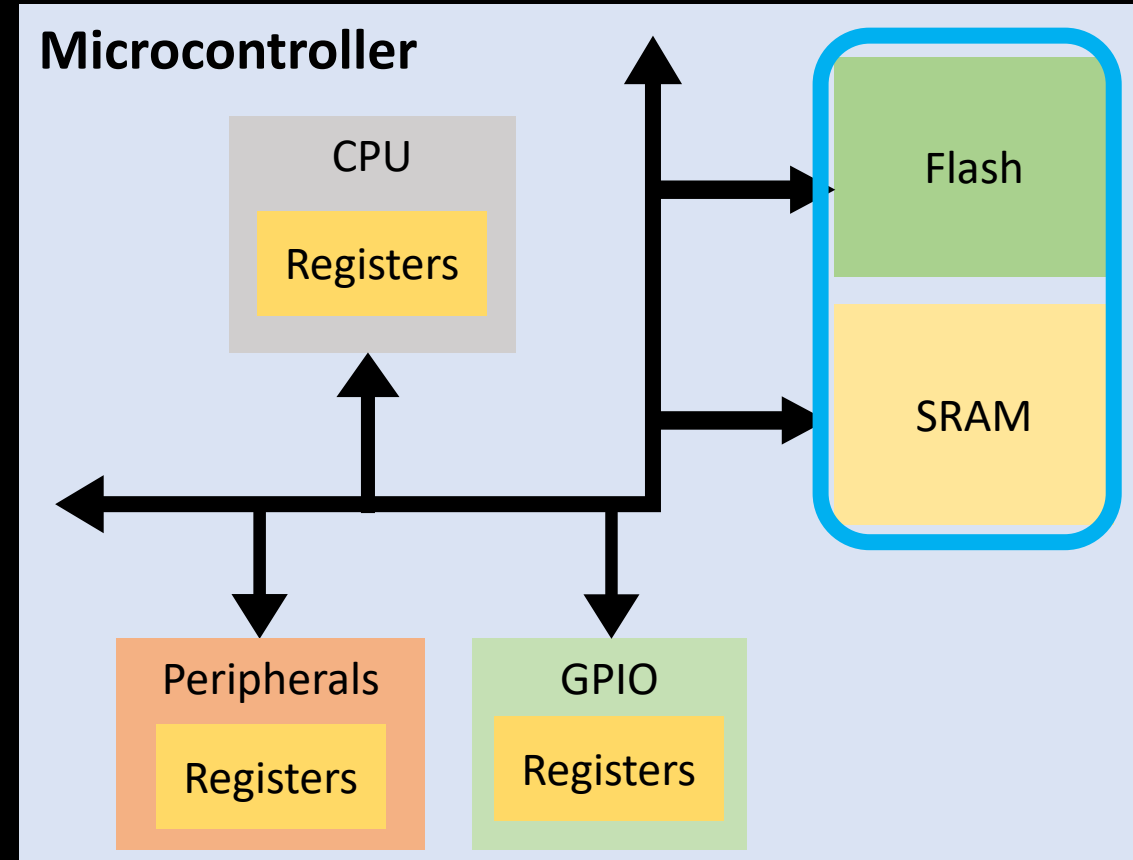 Microcontroller
CPU
Registers
Flash
SRAM
Peripherals
Registers
GPIO
Registers